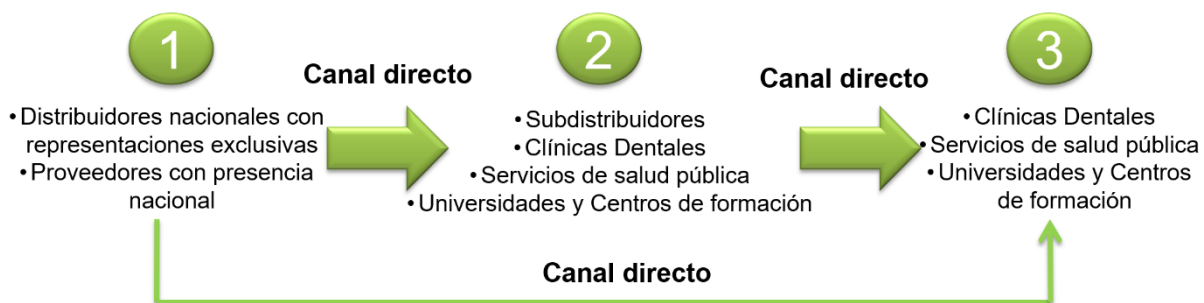 1
Canal directo
2
Canal directo
3
•Distribuidores nacionales con
representaciones exclusivas
•Proveedores con presencia
nacional
•Subdistribuidores
•Clínicas Dentales
•Servicios de salud pública
•Universidades y Centros de formación
•Clínicas Dentales
•Servicios de salud pública
•Universidades y Centros
de formación
Canal directo